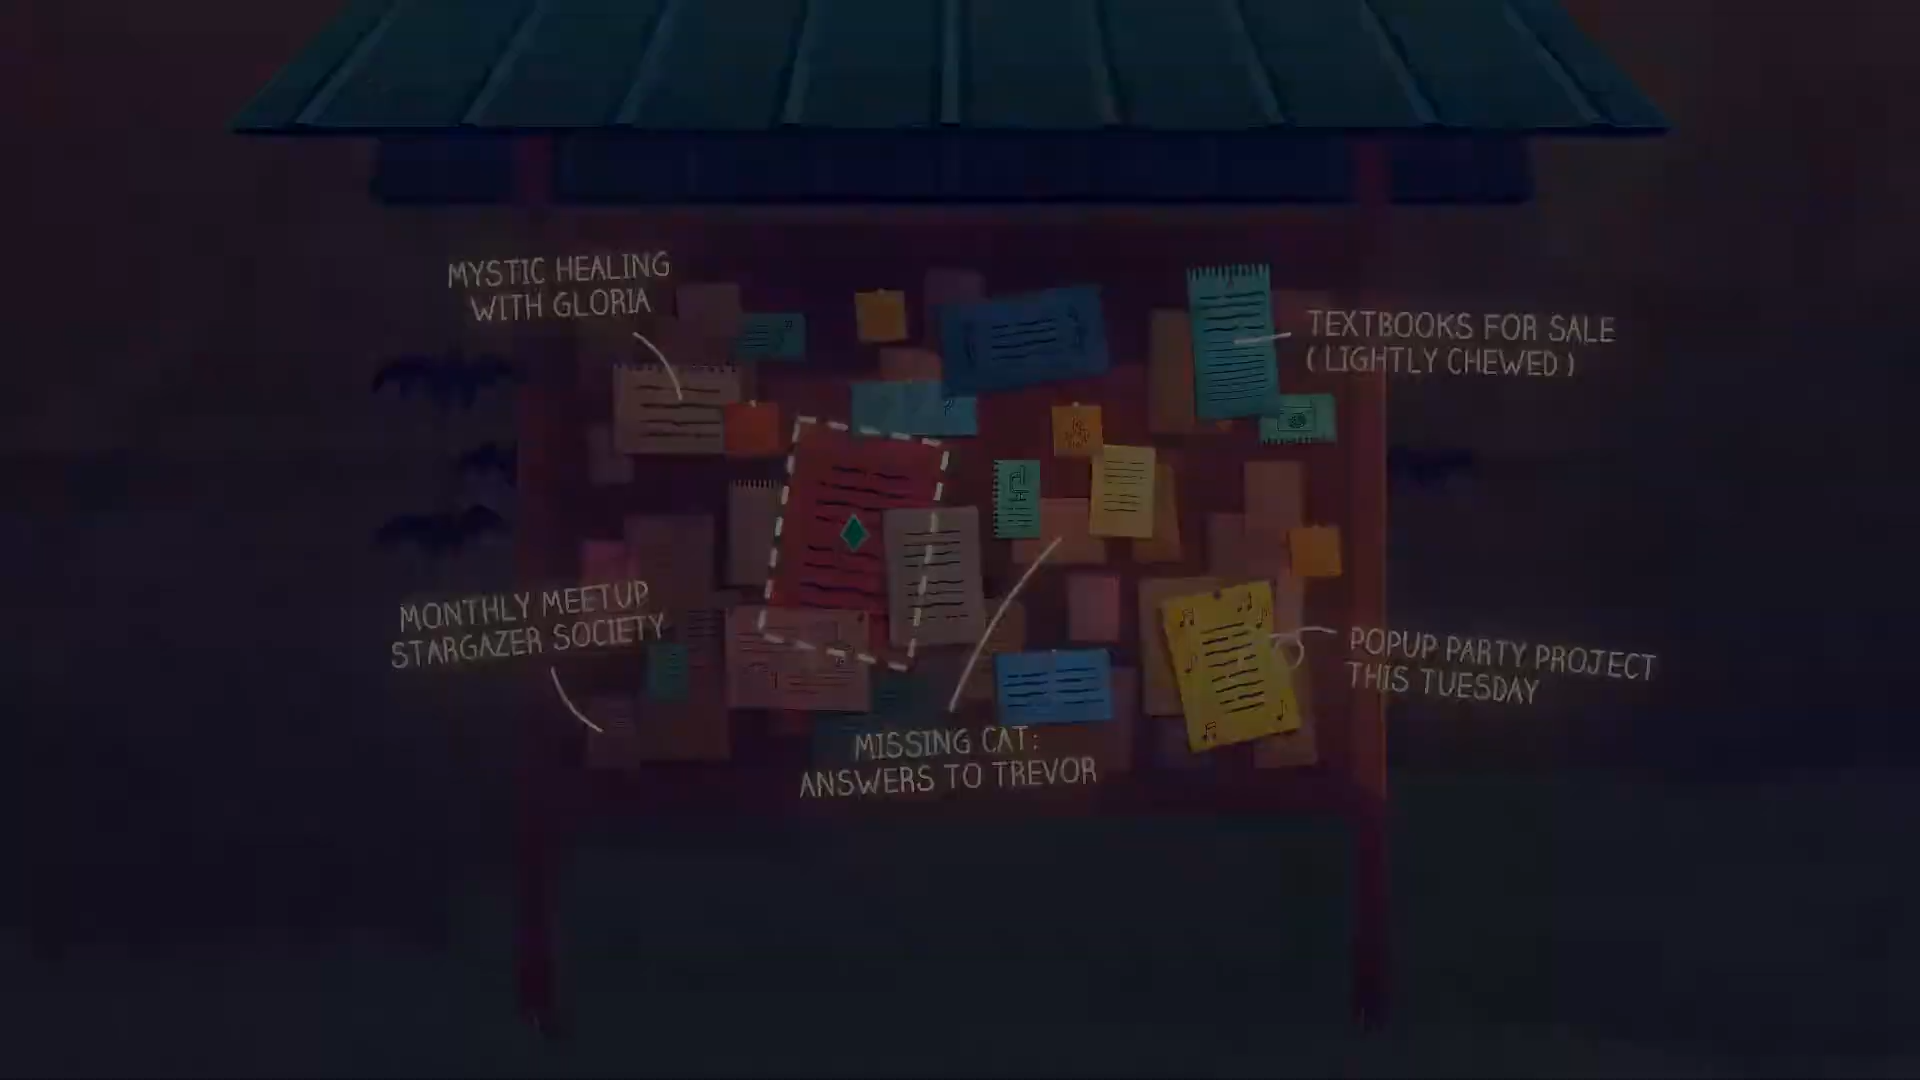 MYSTIC HEALING
WITH GLORIA
TEXTBOOKS FOR SALE
( LIGHTLY CHEWED )
MONTHLY MEETUP
STARGAZER SOCIETY
POPUP PARTY PROJECT
THIS TUESDAY
MISSING CAT:
ANSWERS TO TREVOR